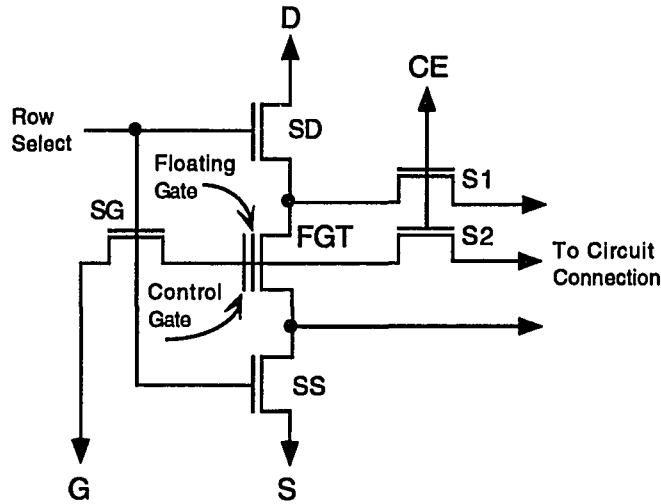 D
CE
Row
Select
SD
Floating
Gate
S1
SG
FGT
S2
To Circuit
Connection
Control
Gate
SS
G
S